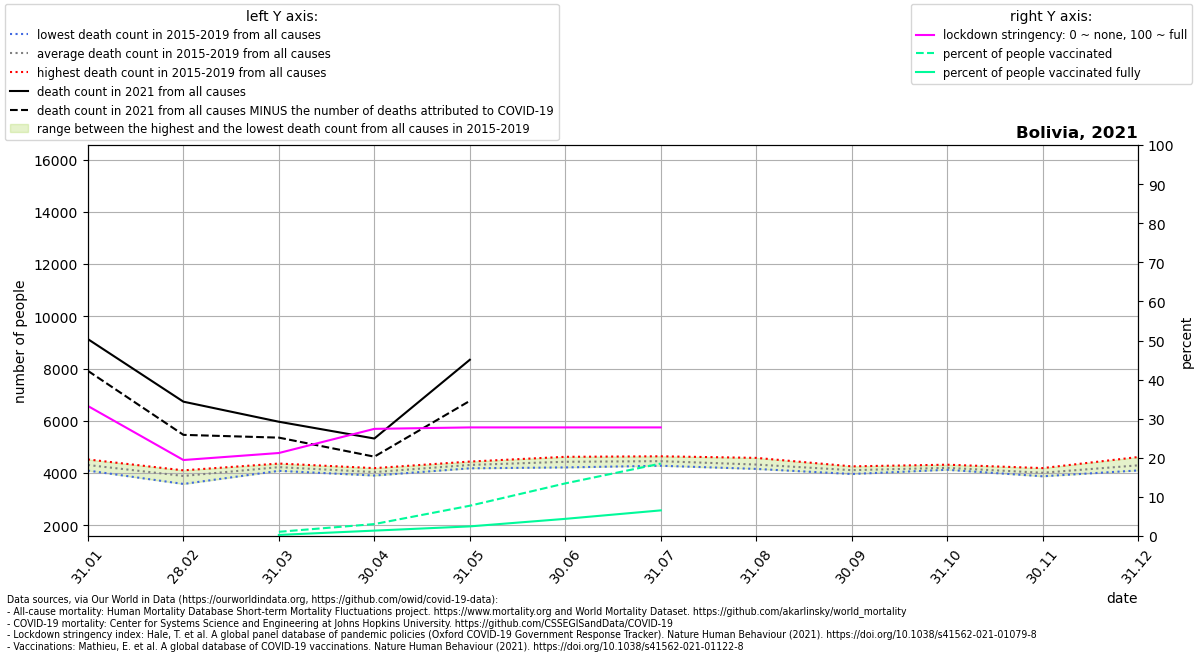 left Y axis:
lowest death count in 2015-2019 from all causes
average death count in 2015-2019 from all causes
highest death count in 2015-2019 from all causes
death count in 2021 from all causes
death count in 2021 from all causes MINUS the number of deaths attributed to COVID-19
range between the highest and the lowest death count from all causes in 2015-2019
right Y axis:
lockdown stringency: 0 ~ none, 100 ~ full
percent of people vaccinated
percent of people vaccinated fully
Bolivia, 2021
number of people
16000
14000
12000
10000
8000
6000
4000
2000
100
90
80
70
60
50
40
30
20
10
0
percent
31.01
28.02
31.03
30.04
31.05
30.06
31.07
31.08
30.09
31.10
30.11
31.12
date
Data sources, via Our World in Data (https://ourworldindata.org, https://github.com/owid/covid-19-data):
- All-cause mortality: Human Mortality Database Short-term Mortality Fluctuations project. https://www.mortality.org and World Mortality Dataset. https://github.com/akarlinsky/world_mortality
- COVID-19 mortality: Center for Systems Science and Engineering at Johns Hopkins University. https://github.com/CSSEGISandData/COVID-19
- Lockdown stringency index: Hale, T. et al. A global panel database of pandemic policies (Oxford COVID-19 Government Response Tracker). Nature Human Behaviour (2021). https://doi.org/10.1038/s41562-021-01079-8
- Vaccinations: Mathieu, E. et al. A global database of COVID-19 vaccinations. Nature Human Behaviour (2021). https://doi.org/10.1038/s41562-021-01122-8